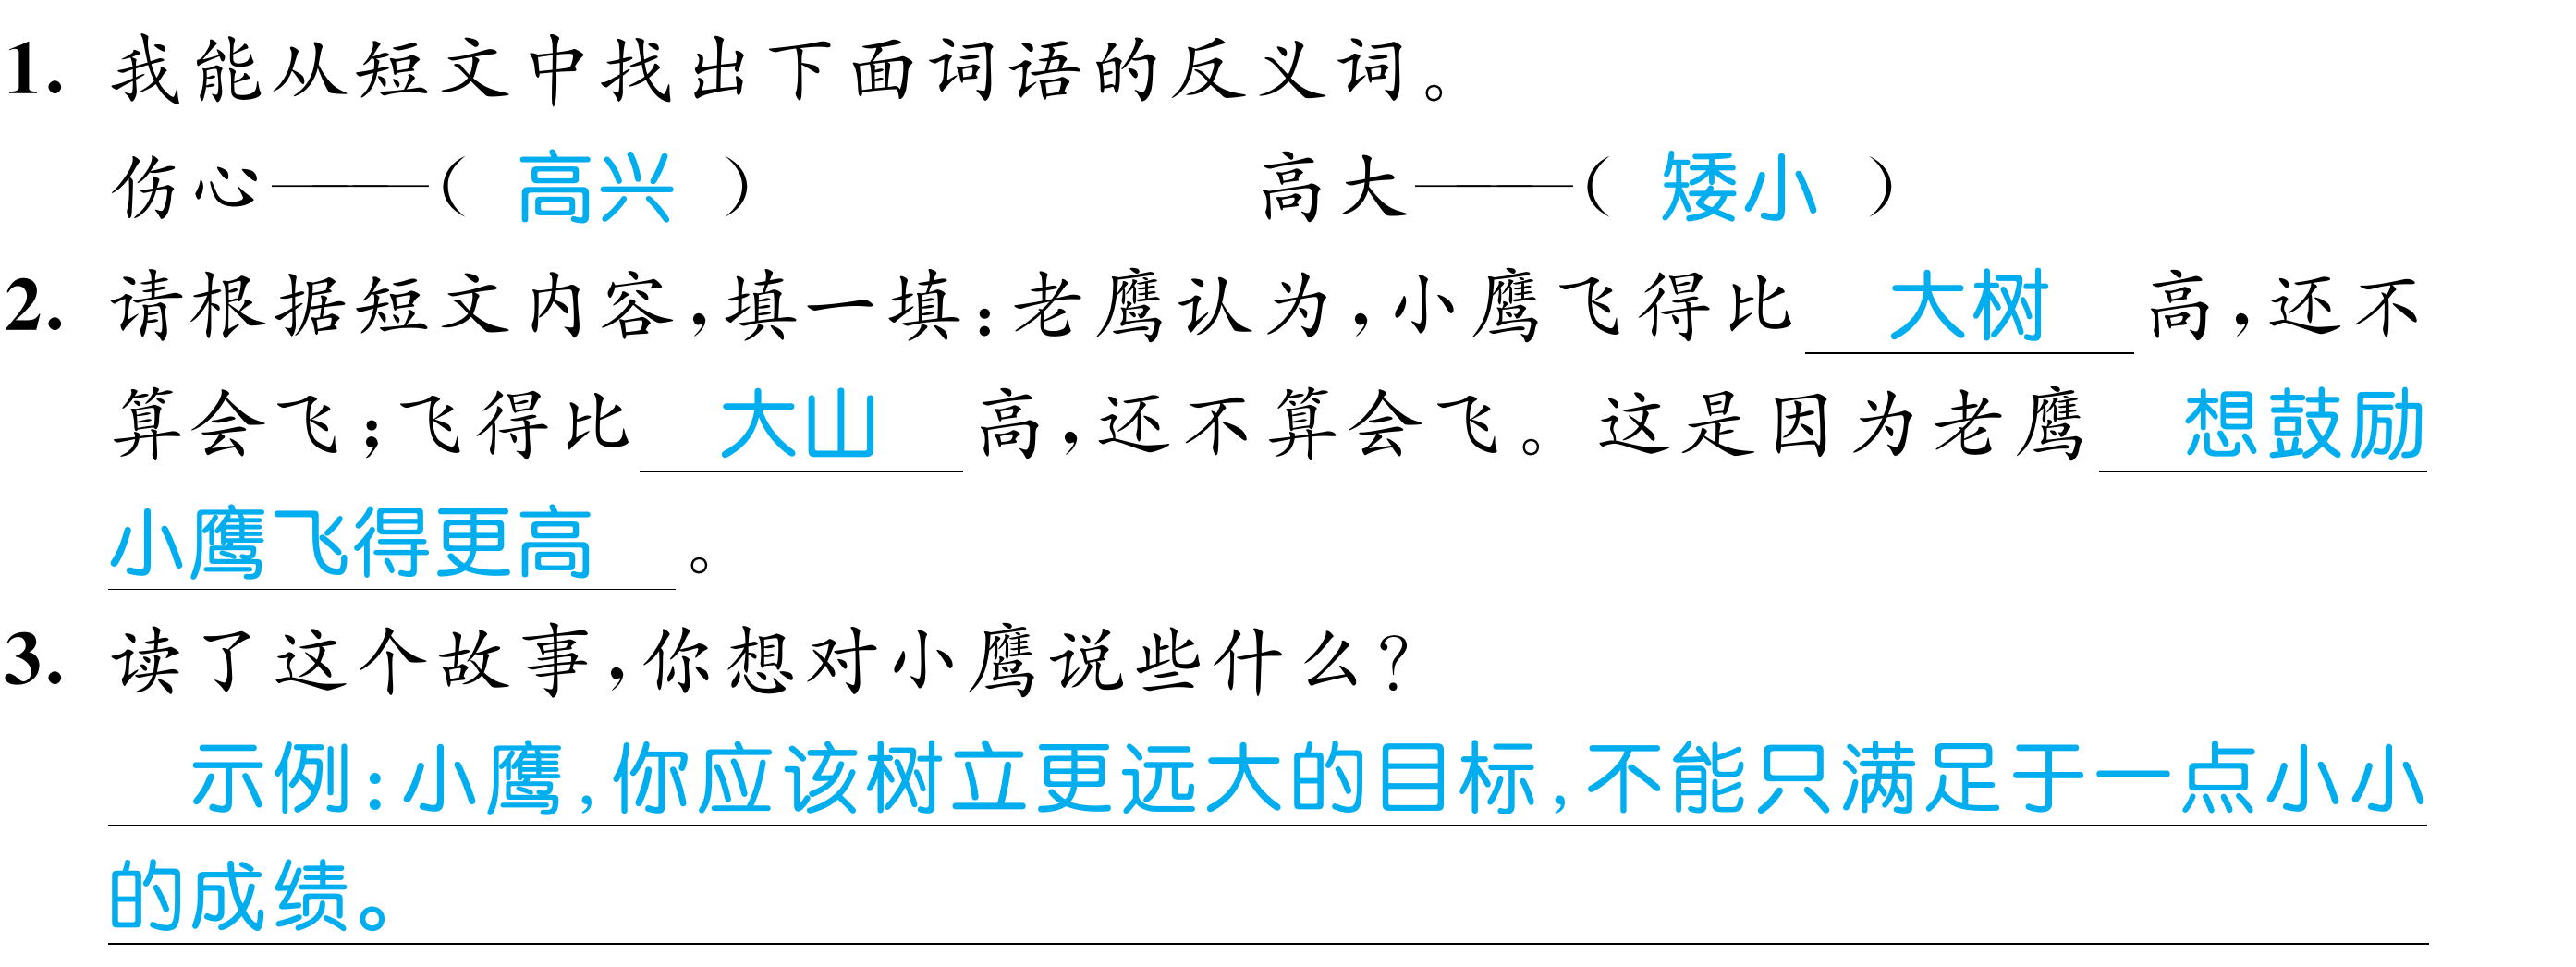 1. 我能从短文中找出下面词语的反义词。
伤心——( 高兴 ) 高大——( 矮小 )
2. 请根据短文内容,填一填:老鹰认为,小鹰飞得比 大树 高,还不
算会飞;飞得比 大山 高,还不算会飞。这是因为老鹰 想鼓励
小鹰飞得更高 。
3. 读了这个故事,你想对小鹰说些什么?
示例:小鹰,你应该树立更远大的目标,不能只满足于一点小小
的成绩。